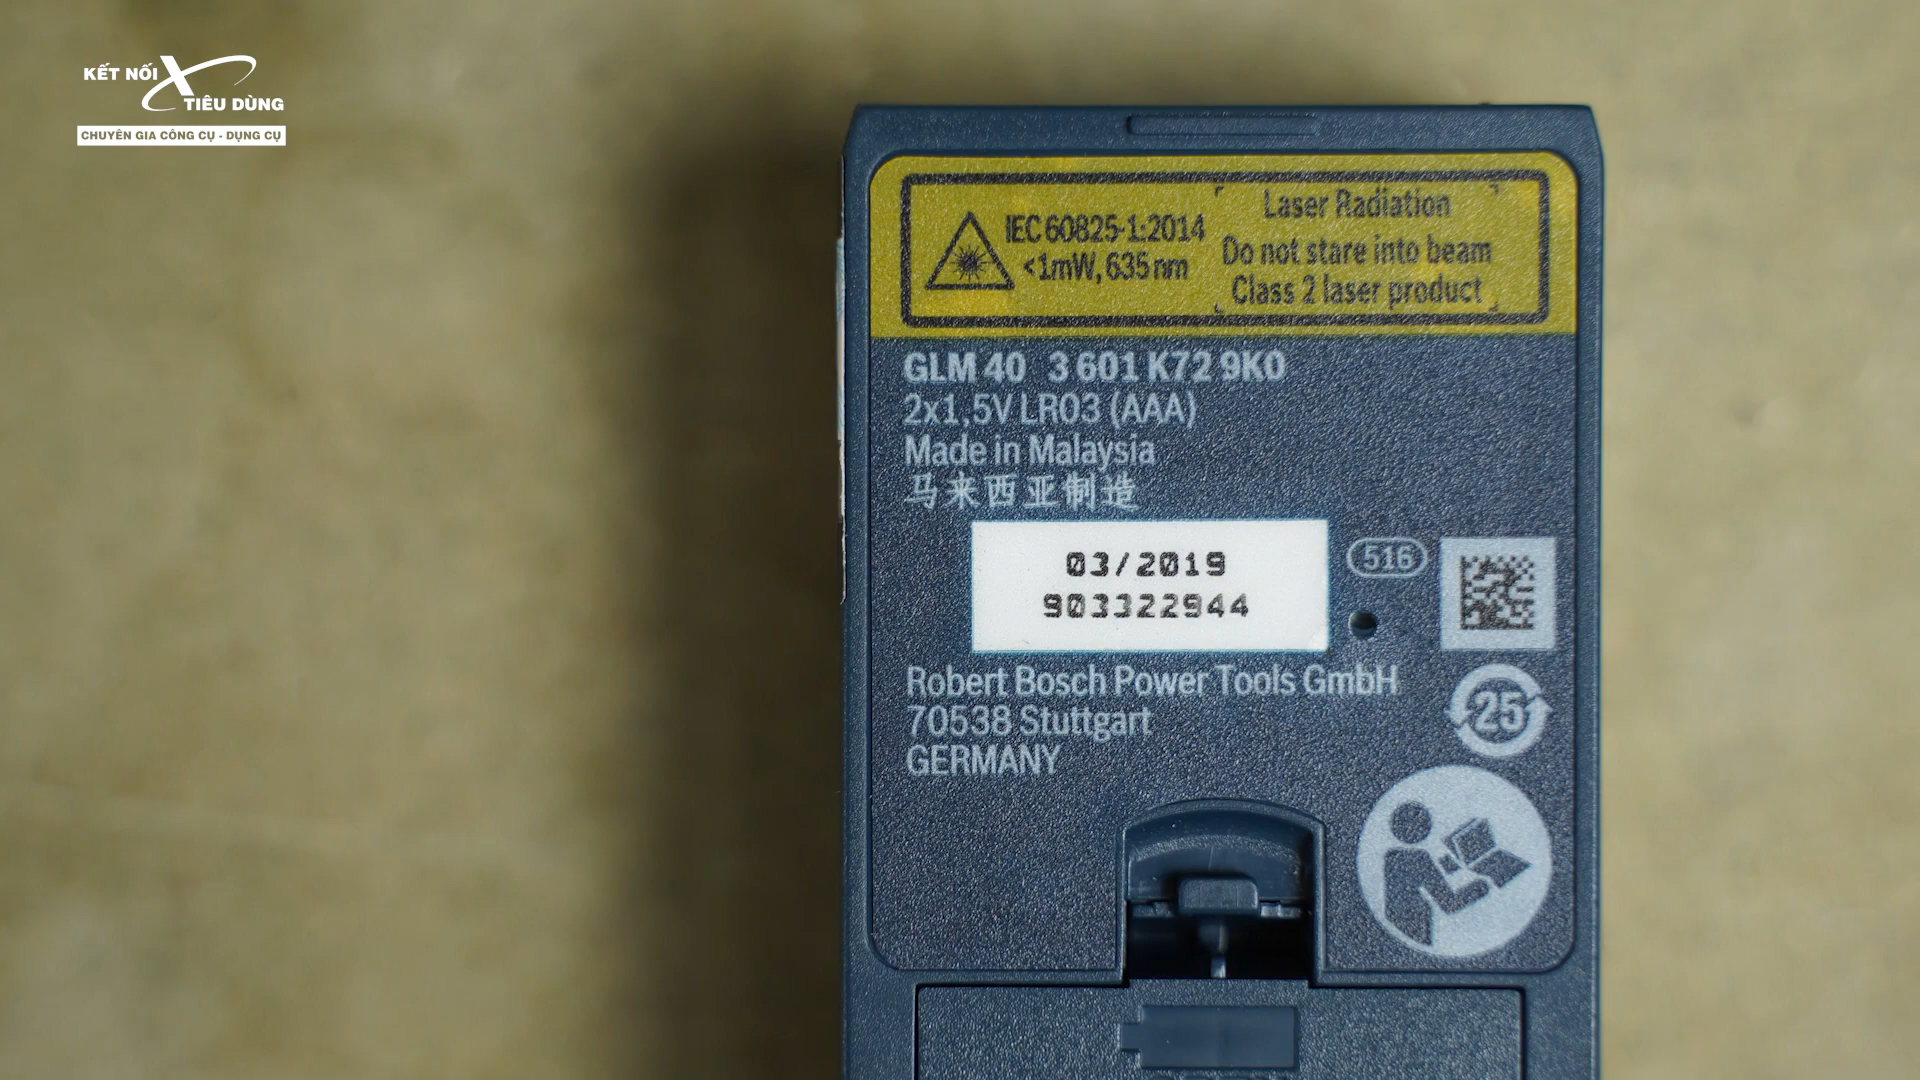 KẾT NỐI
TIÊU DÙNG
CHUYÊN GIA CÔNG CỤ - DỤNG CỤ
IEC 60825-1:2014
<1mW, 635 nm
Laser Radiation
Do not stare into beam
Class 2 laser product
GLM 40 3 601 K72 9K0
2x1,5V LR03 (AAA)
Made in Malaysia
马来西亚制造
03/2019
903322944
516
Robert Bosch Power Tools GmbH
70538 Stuttgart
GERMANY
25